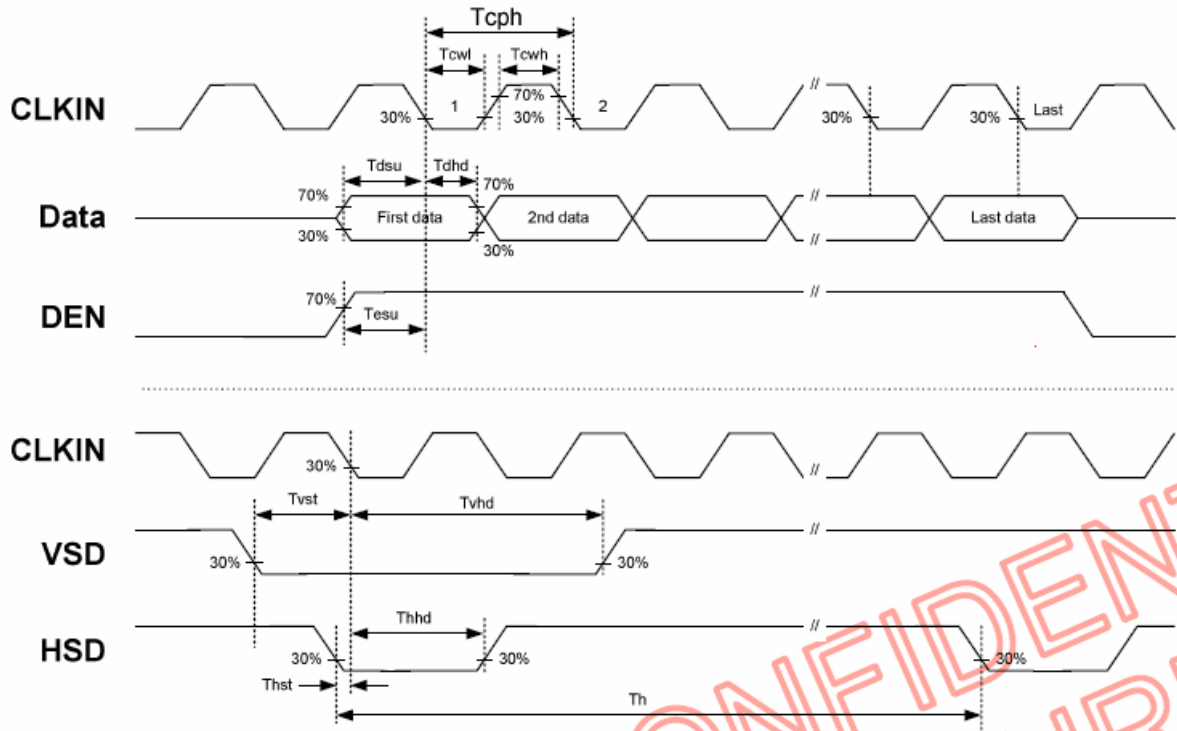 Tcph
Tcwl
Tcwh
CLKIN
30%
1
70%
30%
2
//
30%
30%
Last
Tdsu
Tdhd
70%
70%
Data
First data
2nd data
//
//
Last data
30%
30%
DEN
70%
//
Tesu
CLKIN
30%
//
Tvst
Tvhd
//
VSD
30%
30%
Thhd
//
HSD
30%
30%
30%
Thst
Th